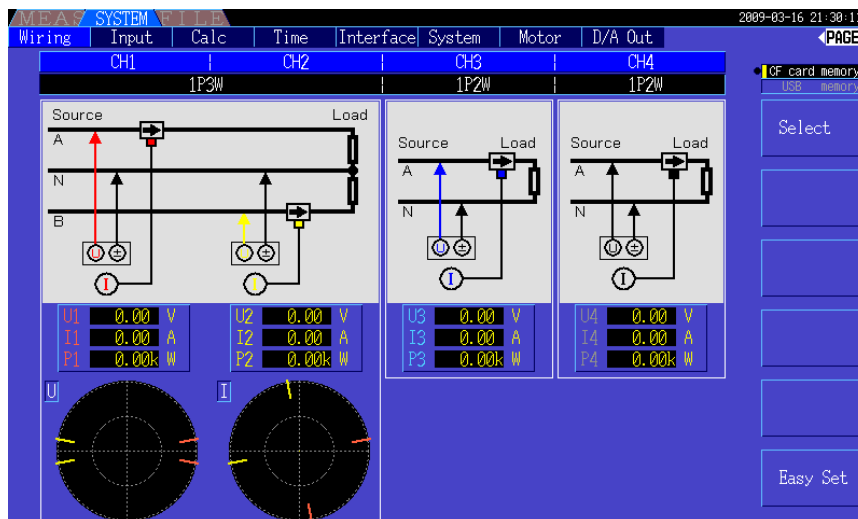 MEAS SYSTEM FILE 2009-03-16 21:30:11
Wiring Input Calc Time Interface System Motor D/A Out PAGE
CH1 CH2 CH3 CH4
1P3W 1P2W 1P2W
CF card memory
USB memory
Select
Source Load
A
N
B
U ± U ±
I I
Source Load
A
N
U ±
I
Source Load
A
N
U ±
I
U1 0.00 V U2 0.00 V U3 0.00 V U4 0.00 V
I1 0.00 A I2 0.00 A I3 0.00 A I4 0.00 A
P1 0.00k W P2 0.00k W P3 0.00k W P4 0.00k W
U I
Easy Set